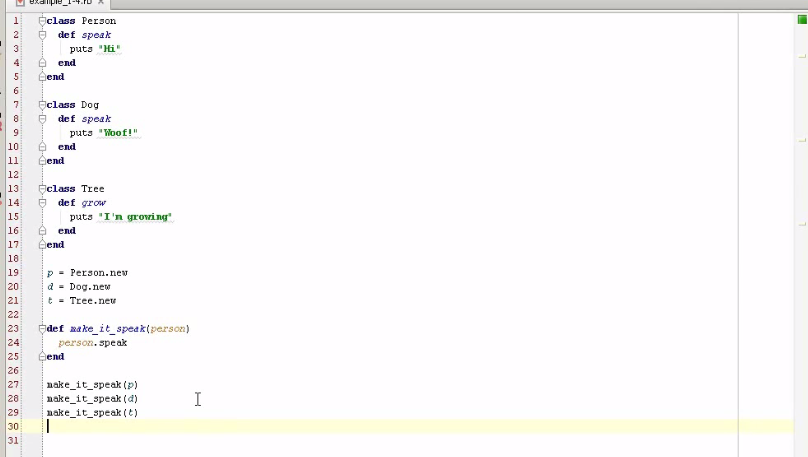 example_1-4.rb
1 class Person
2 def speak
3 puts "Hi"
4 end
5 end
6
7 class Dog
8 def speak
9 puts "Woof!"
10 end
11 end
12
13 class Tree
14 def grow
15 puts "I'm growing"
16 end
17 end
18
19 p = Person.new
20 d = Dog.new
21 t = Tree.new
22
23 def make_it_speak(person)
24 person.speak
25 end
26
27 make_it_speak(p)
28 make_it_speak(d)
29 make_it_speak(t)
30
31